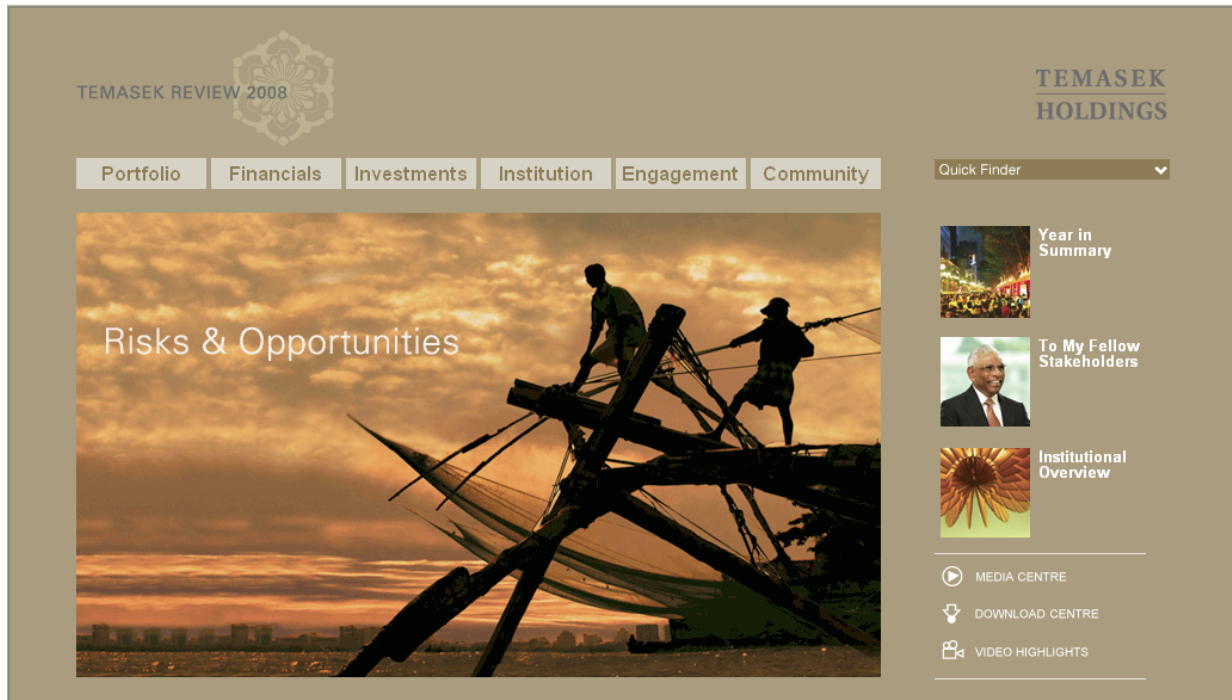 TEMASEK REVIEW 2008
TEMASEK
HOLDINGS
Portfolio
Financials
Investments
Institution
Engagement
Community
Quick Finder
Risks & Opportunities
Year in
Summary
To My Fellow
Stakeholders
Institutional
Overview
MEDIA CENTRE
DOWNLOAD CENTRE
VIDEO HIGHLIGHTS